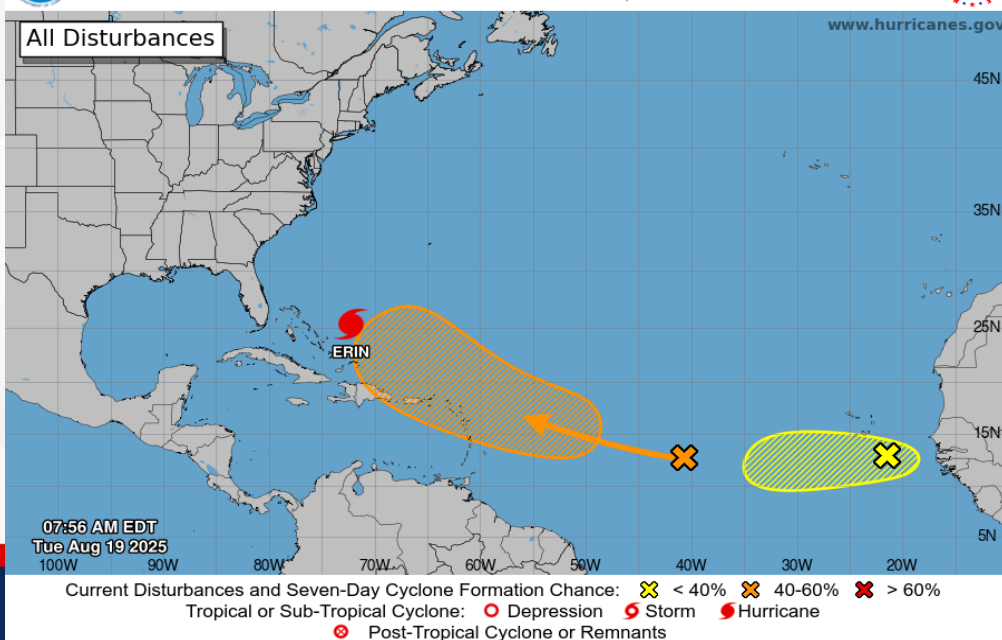 www.hurricanes.gov
All Disturbances
45N
35N
25N
ERIN
15N
07:56 AM EDT
Tue Aug 19 2025
5N
100W 90W 80W 70W 60W 50W 40W 30W 20W
Current Disturbances and Seven-Day Cyclone Formation Chance: < 40% 40-60% > 60%
Tropical or Sub-Tropical Cyclone: Depression Storm Hurricane
Post-Tropical Cyclone or Remnants